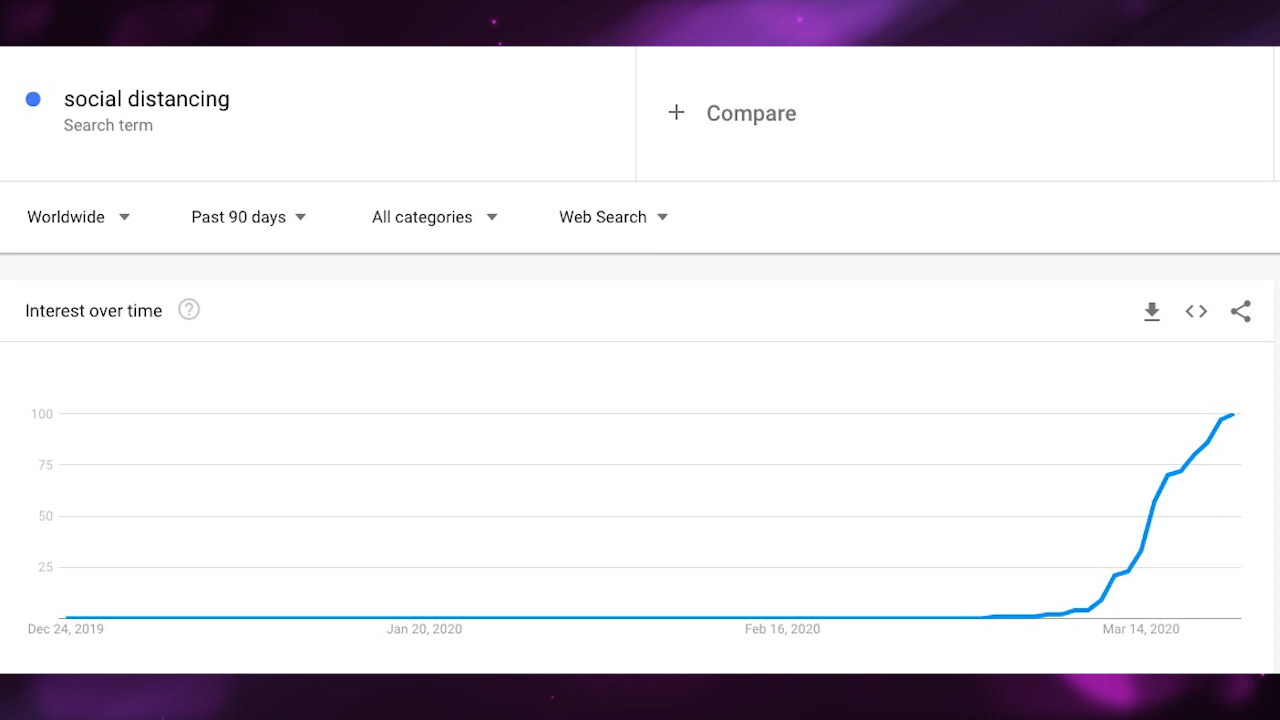 social distancing
Search term
Compare
Worldwide Past 90 days All categories Web Search
Interest over time ?
100
75
50
25
Dec 24, 2019 Jan 20, 2020 Feb 16, 2020 Mar 14, 2020